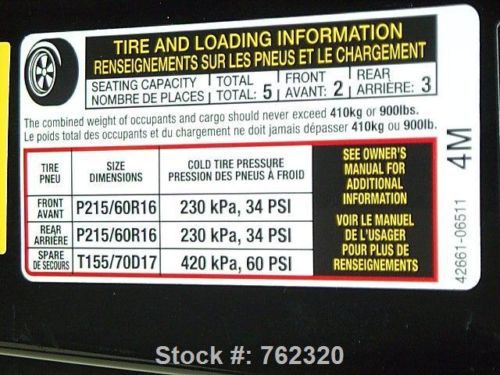 TIRE AND LOADING INFORMATION
RENSEIGNEMENTS SUR LES PNEUS ET LE CHARGEMENT
SEATING CAPACITY TOTAL FRONT REAR
NOMBRE DE PLACES TOTAL: 5 AVANT: 2 ARRIÈRE: 3
The combined weight of occupants and cargo should never exceed 410kg or 900lbs.
Le poids total des occupants et du chargement ne doit jamais dépasser 410kg ou 900lb.
TIRE SIZE COLD TIRE PRESSURE
PNEU DIMENSIONS PRESSION DES PNEUS À FROID
FRONT
AVANT P215/60R16 230 kPa, 34 PSI
REAR
ARRIÈRE P215/60R16 230 kPa, 34 PSI
SPARE
DE SECOURS T155/70D17 420 kPa, 60 PSI
SEE OWNER'S
MANUAL FOR
ADDITIONAL
INFORMATION
VOIR LE MANUEL
DE L'USAGER
POUR PLUS DE
RENSEIGNEMENTS
4M
42661-06511
Stock #: 762320